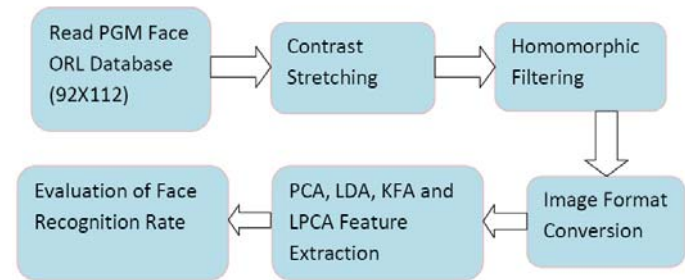 Read PGM Face
ORL Database
(92X112)
Contrast
Stretching
Homomorphic
Filtering
Image Format
Conversion
PCA, LDA, KFA and
LPCA Feature
Extraction
Evaluation of Face
Recognition Rate